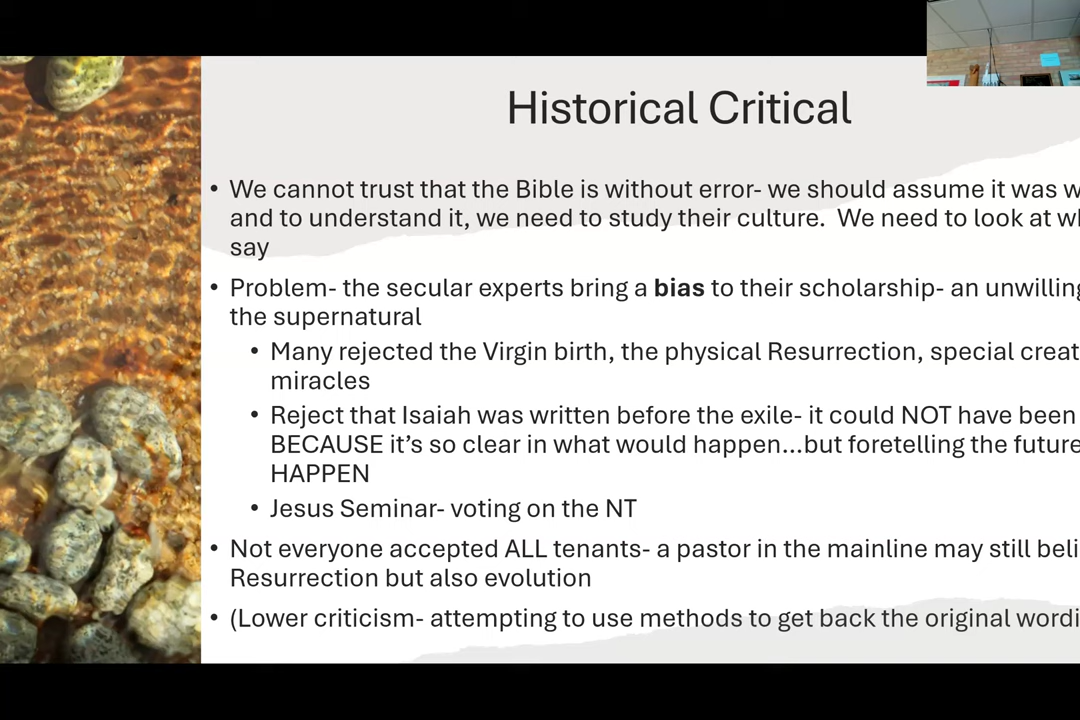 Historical Critical
• We cannot trust that the Bible is without error- we should assume it was
and to understand it, we need to study their culture.  We need to look at
say
• Problem- the secular experts bring a bias to their scholarship- an
the supernatural
• Many rejected the Virgin birth, the physical Resurrection, special
miracles
• Reject that Isaiah was written before the exile- it could NOT have been
BECAUSE it’s so clear in what would happen...but foretelling the future
HAPPEN
• Jesus Seminar- voting on the NT
• Not everyone accepted ALL tenants- a pastor in the mainline may still
Resurrection but also evolution
• (Lower criticism- attempting to use methods to get back the original